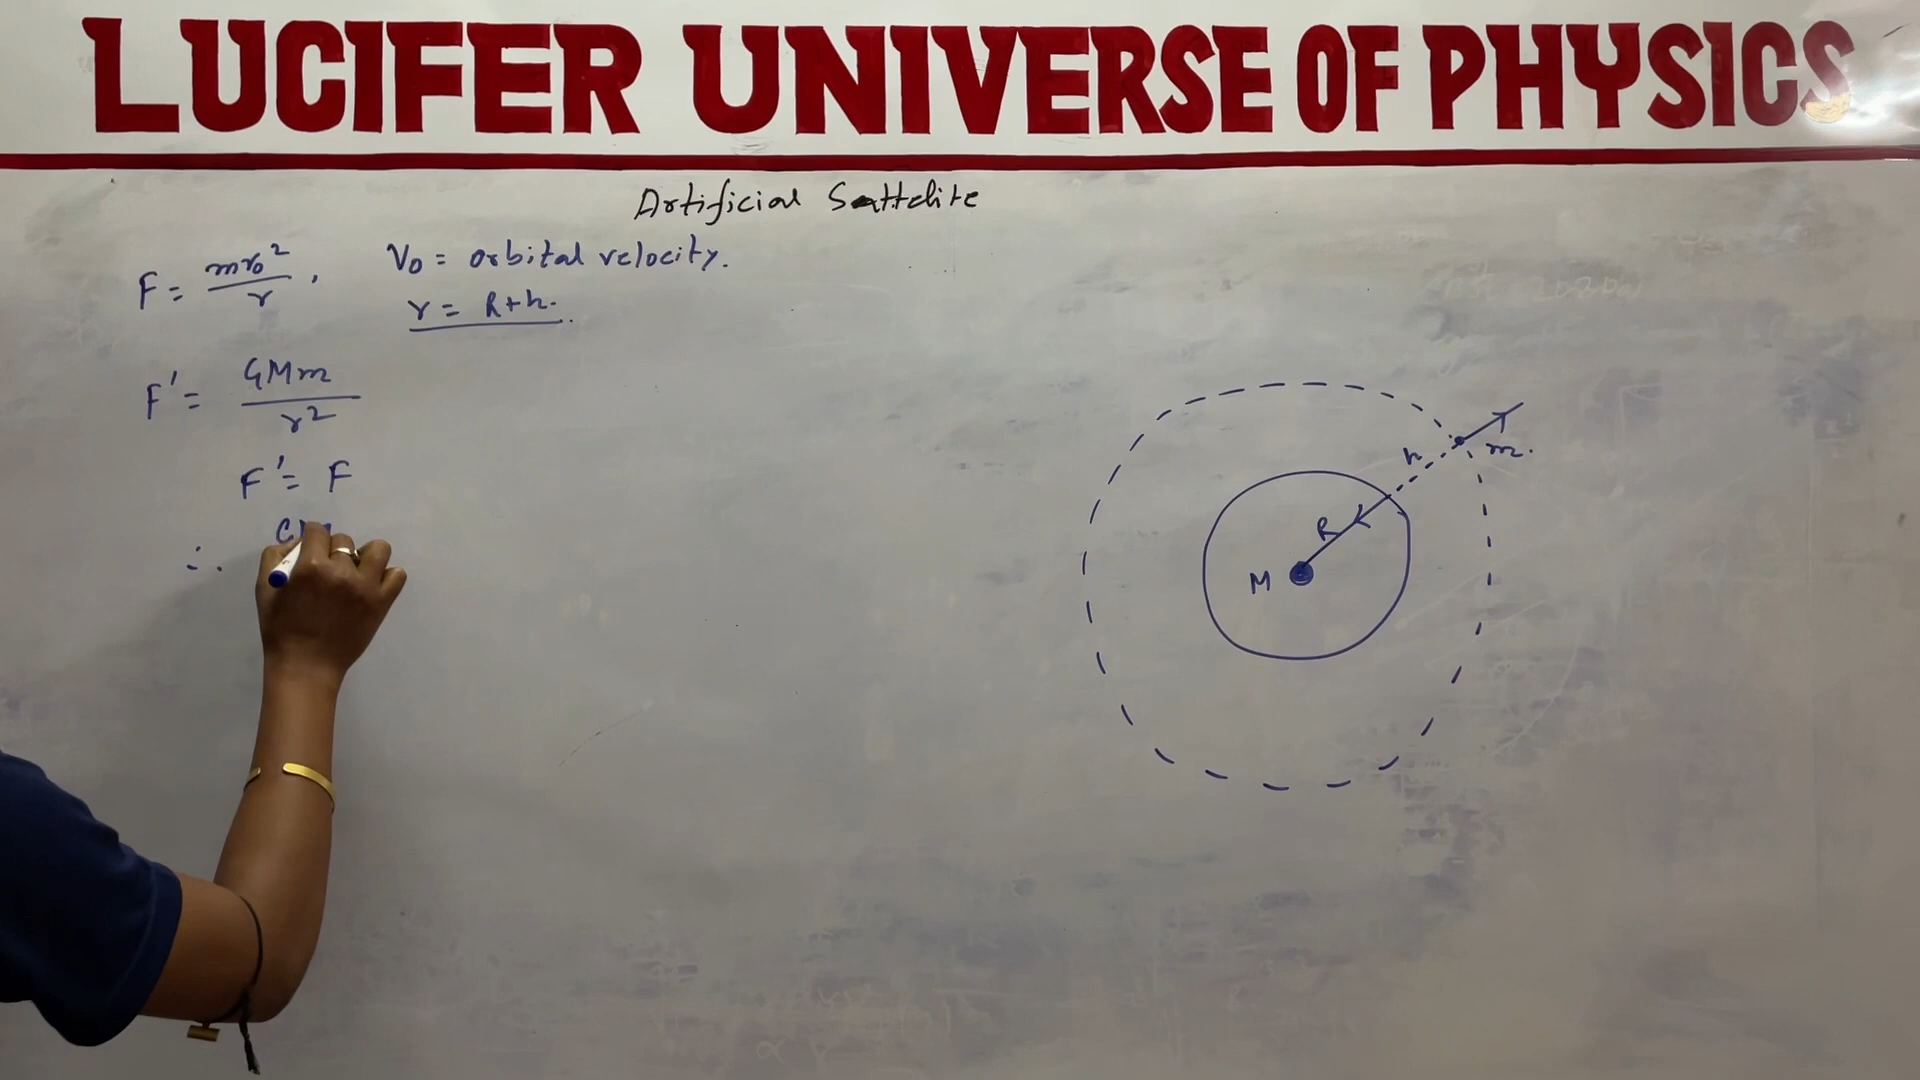 LUCIFER UNIVERSE OF PHYSICS
Artificial Sattelite
F = mv₀²/r , V₀ = orbital velocity.
r = R+h.
F' = GMm/r²
F' = F
∴
h
m.
R
M